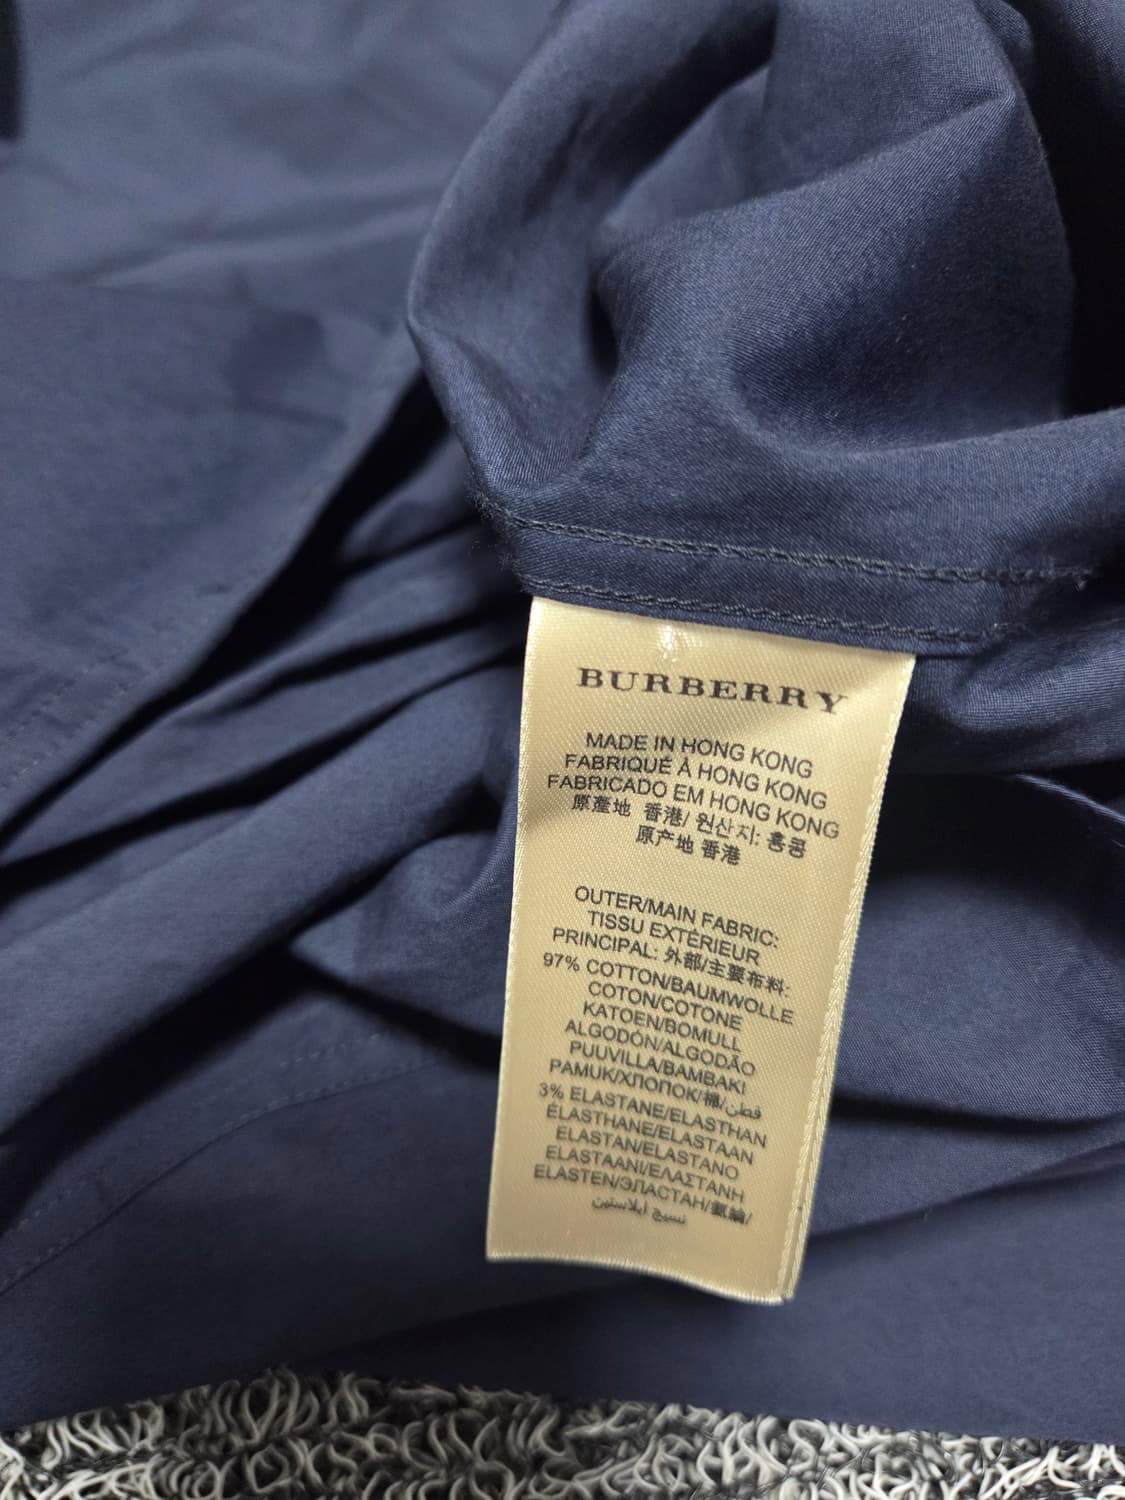 BURBERRY
MADE IN HONG KONG
FABRIQUÉ À HONG KONG
FABRICADO EM HONG KONG
原產地 香港/ 원산지: 홍콩
原产地 香港
OUTER/MAIN FABRIC:
TISSU EXTÉRIEUR
PRINCIPAL: 外部/主要布料:
97% COTTON/BAUMWOLLE
COTON/COTONE
KATOEN/BOMULL
ALGODÓN/ALGODÃO
PUUVILLA/BAMBAKI
PAMUK/ХЛОПОК/棉/قطن
3% ELASTANE/ELASTHAN
ÉLASTHANE/ELASTAAN
ELASTAN/ELASTANO
ELASTAANI/ΕΛΑΣΤΑΝΗ
ELASTEN/ЭЛАСТАН/氨綸/
نسيج ايلاستين